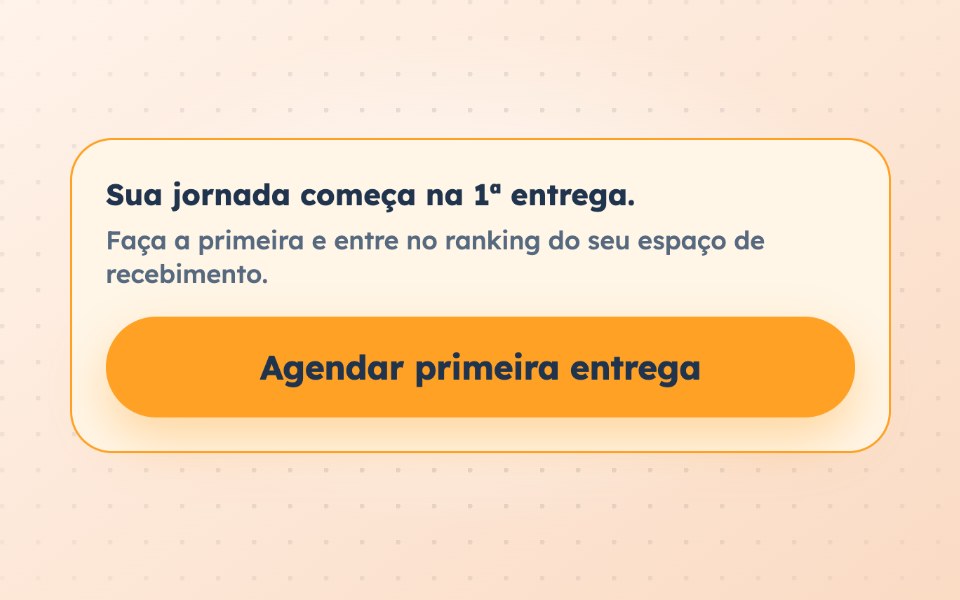 Sua jornada começa na 1ª entrega.
Faça a primeira e entre no ranking do seu espaço de
recebimento.
Agendar primeira entrega